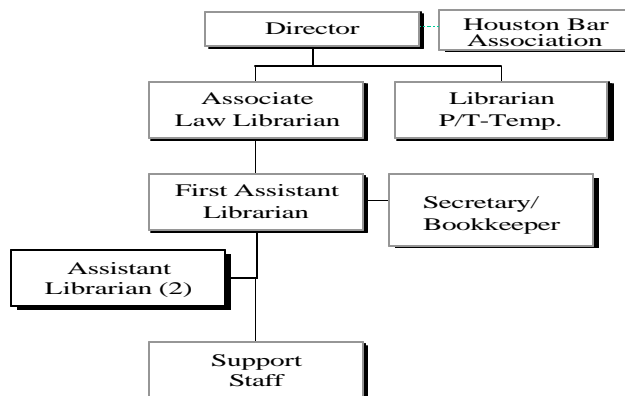 Director
Houston Bar
Association
Associate
Law Librarian
Librarian
P/T-Temp.
First Assistant
Librarian
Secretary/
Bookkeeper
Assistant
Librarian (2)
Support
Staff